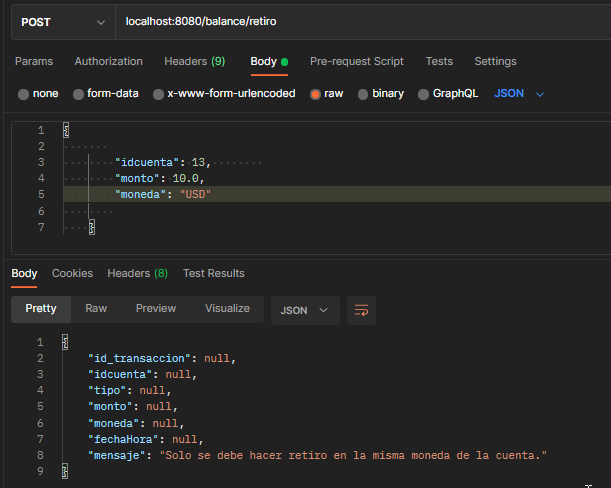 POST localhost:8080/balance/retiro
Params Authorization Headers (9) Body Pre-request Script Tests Settings
none form-data x-www-form-urlencoded raw binary GraphQL JSON
1 {
2
3 "idcuenta": 13,
4 "monto": 10.0,
5 "moneda": "USD"
6
7 }
Body Cookies Headers (8) Test Results
Pretty Raw Preview Visualize JSON
1 {
2 "id_transaccion": null,
3 "idcuenta": null,
4 "tipo": null,
5 "monto": null,
6 "moneda": null,
7 "fechaHora": null,
8 "mensaje": "Solo se debe hacer retiro en la misma moneda de la cuenta."
9 }